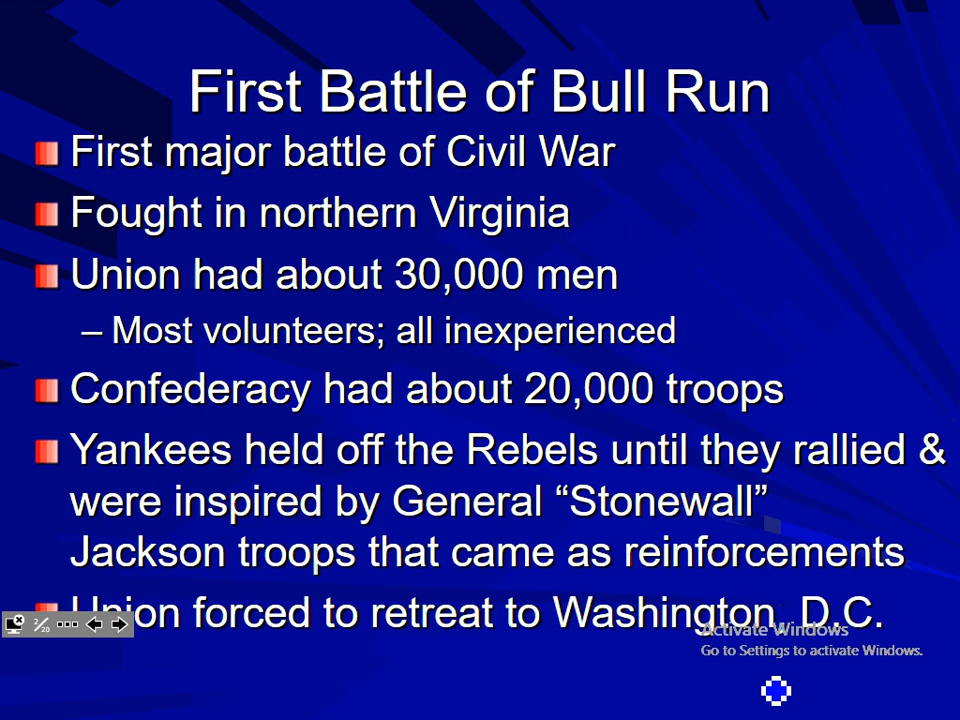 First Battle of Bull Run
First major battle of Civil War
Fought in northern Virginia
Union had about 30,000 men
– Most volunteers; all inexperienced
Confederacy had about 20,000 troops
Yankees held off the Rebels until they rallied &
were inspired by General “Stonewall”
Jackson troops that came as reinforcements
Union forced to retreat to Washington, D.C.
2/20
Activate Windows
Go to Settings to activate Windows.